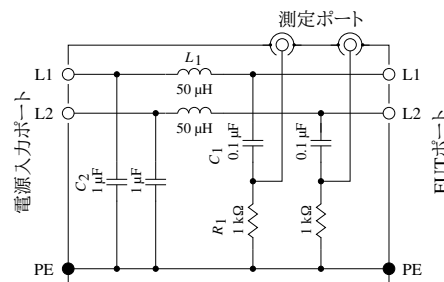 測定ポート
L1
L₁
50 μH
L1
L2
50 μH
L2
電源入力ポート
C₂
1 μF
1 μF
C₁
0.1 μF
0.1 μF
R₁
1 kΩ
1 kΩ
EUTポート
PE
PE